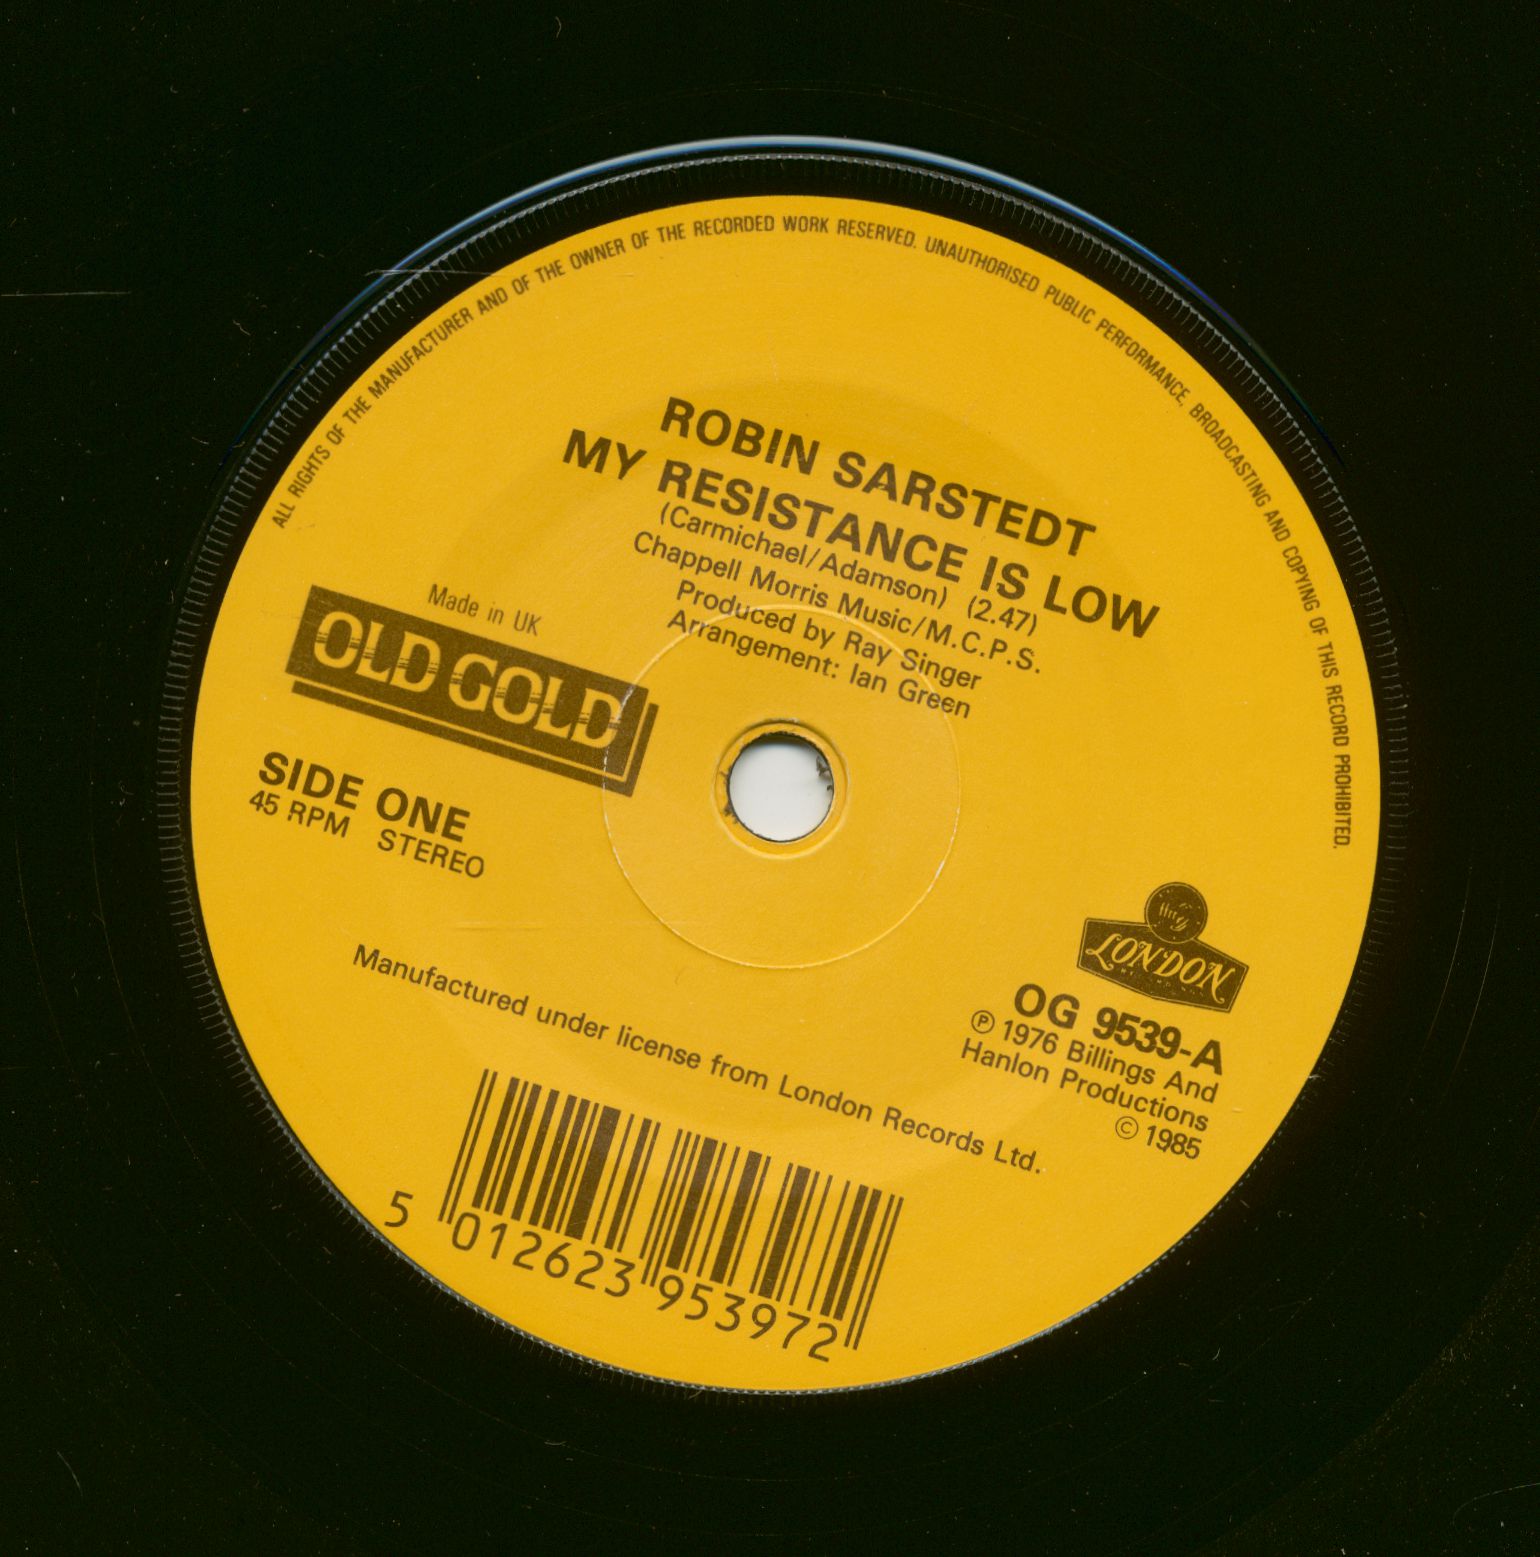 ALL RIGHTS OF THE MANUFACTURER AND OF THE OWNER OF THE RECORDED WORK RESERVED. UNAUTHORISED PUBLIC PERFORMANCE, BROADCASTING AND COPYING OF THIS RECORD PROHIBITED.
ROBIN SARSTEDT
MY RESISTANCE IS LOW
(Carmichael/Adamson) (2.47)
Chappell Morris Music/M.C.P.S.
Produced by Ray Singer
Arrangement: Ian Green
Made in UK
OLD GOLD
SIDE ONE
45 RPM STEREO
LONDON
OG 9539-A
℗ 1976 Billings And
Hanlon Productions
© 1985
Manufactured under license from London Records Ltd.
5 012623 953972